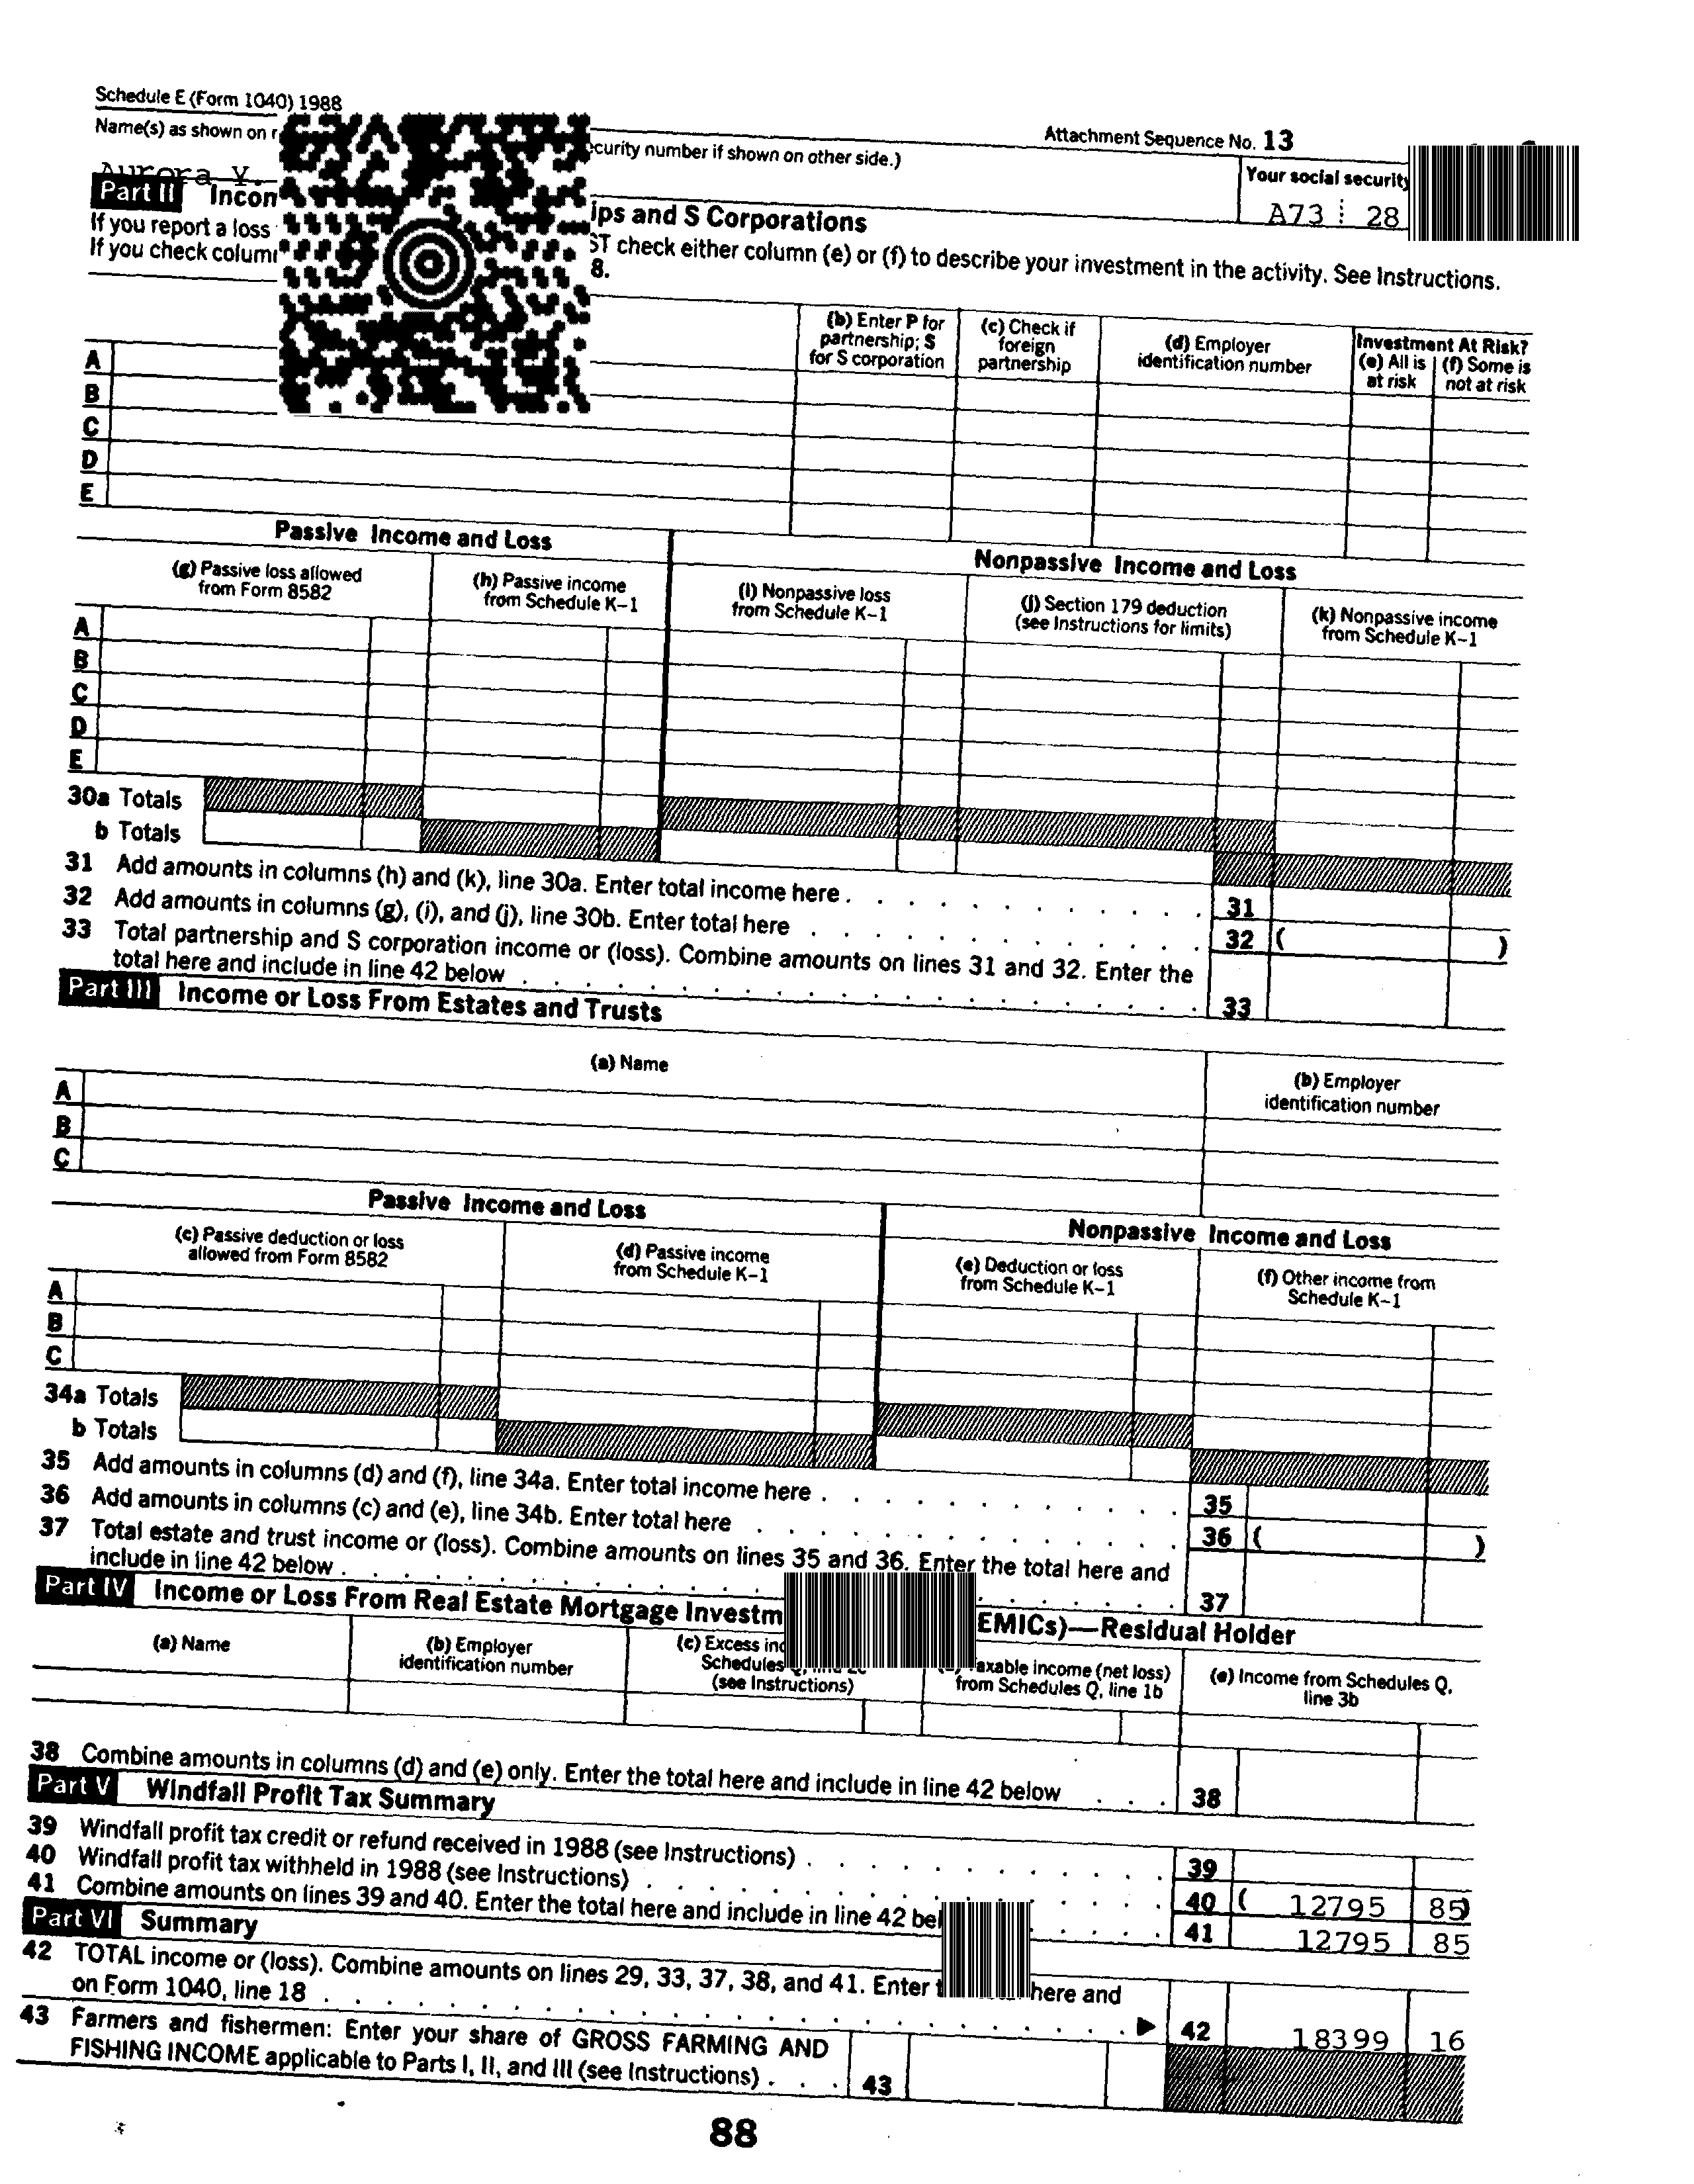 Schedule E (Form 1040) 1988
Attachment Sequence No. 13
Name(s) as shown on
ecurity number if shown on other side.)
Your social security
Aurora Y.
A73 28
Part II
ips and S Corporations
If you report a loss
ST check either column (e) or (f) to describe your investment in the activity. See Instructions.
If you check
8.
(b) Enter P for partnership; S for S corporation
(c) Check if foreign partnership
(d) Employer identification number
Investment At Risk?
(e) All is at risk
(f) Some is not at risk
A
B
C
D
E
Passive Income and Loss
Nonpassive Income and Loss
(g) Passive loss allowed from Form 8582
(h) Passive income from Schedule K–1
(i) Nonpassive loss from Schedule K–1
(j) Section 179 deduction (see Instructions for limits)
(k) Nonpassive income from Schedule K–1
A
B
C
D
E
30a Totals
b Totals
31 Add amounts in columns (h) and (k), line 30a. Enter total income here . . . 31
32 Add amounts in columns (g), (i), and (j), line 30b. Enter total here . . . 32 ( )
33 Total partnership and S corporation income or (loss). Combine amounts on lines 31 and 32. Enter the
total here and include in line 42 below . . . 33
Part III Income or Loss From Estates and Trusts
(a) Name
(b) Employer identification number
A
B
C
Passive Income and Loss
Nonpassive Income and Loss
(c) Passive deduction or loss allowed from Form 8582
(d) Passive income from Schedule K–1
(e) Deduction or loss from Schedule K–1
(f) Other income from Schedule K–1
A
B
C
34a Totals
b Totals
35 Add amounts in columns (d) and (f), line 34a. Enter total income here . . . 35
36 Add amounts in columns (c) and (e), line 34b. Enter total here . . . 36 ( )
37 Total estate and trust income or (loss). Combine amounts on lines 35 and 36. Enter the total here and
include in line 42 below . . . 37
Part IV Income or Loss From Real Estate Mortgage Investm EMICs)—Residual Holder
(a) Name
(b) Employer identification number
(c) Excess inc
Schedules
(see Instructions)
axable income (net loss) from Schedules Q, line 1b
(e) Income from Schedules Q, line 3b
38 Combine amounts in columns (d) and (e) only. Enter the total here and include in line 42 below . . . 38
Part V Windfall Profit Tax Summary
39 Windfall profit tax credit or refund received in 1988 (see Instructions) . . . 39
40 Windfall profit tax withheld in 1988 (see Instructions) . . . 40 ( 12795 85)
41 Combine amounts on lines 39 and 40. Enter the total here and include in line 42 bel . . . 41 12795 85
Part VI Summary
42 TOTAL income or (loss). Combine amounts on lines 29, 33, 37, 38, and 41. Enter t here and
on Form 1040, line 18 . . . ▶ 42 18399 16
43 Farmers and fishermen: Enter your share of GROSS FARMING AND
FISHING INCOME applicable to Parts I, II, and III (see Instructions) . . . 43
88